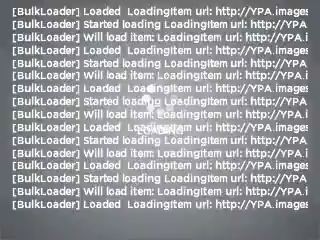 [BulkLoader] Loaded  LoadingItem url: http://YPA.images
[BulkLoader] Started loading LoadingItem url: http://YPA
[BulkLoader] Will load item: LoadingItem url: http://YPA.i
[BulkLoader] Loaded  LoadingItem url: http://YPA.images
[BulkLoader] Started loading LoadingItem url: http://YPA
[BulkLoader] Will load item: LoadingItem url: http://YPA.i
[BulkLoader] Loaded  LoadingItem url: http://YPA.images
[BulkLoader] Started loading LoadingItem url: http://YPA
[BulkLoader] Will load item: LoadingItem url: http://YPA.i
[BulkLoader] Loaded  LoadingItem url: http://YPA.images
LOADING
[BulkLoader] Started loading LoadingItem url: http://YPA
[BulkLoader] Will load item: LoadingItem url: http://YPA.i
[BulkLoader] Loaded  LoadingItem url: http://YPA.images
[BulkLoader] Started loading LoadingItem url: http://YPA
[BulkLoader] Will load item: LoadingItem url: http://YPA.i
[BulkLoader] Loaded  LoadingItem url: http://YPA.images